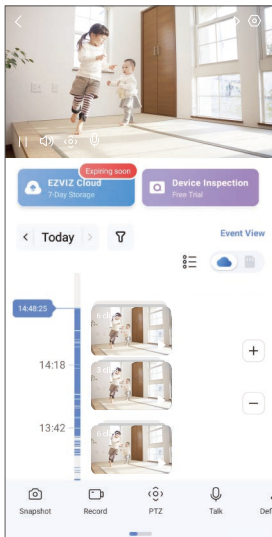 Expiring soon
EZVIZ Cloud
7-Day Storage
Device Inspection
Free Trial
Today
Event View
14:48:25
14:18
13:42
Snapshot
Record
PTZ
Talk